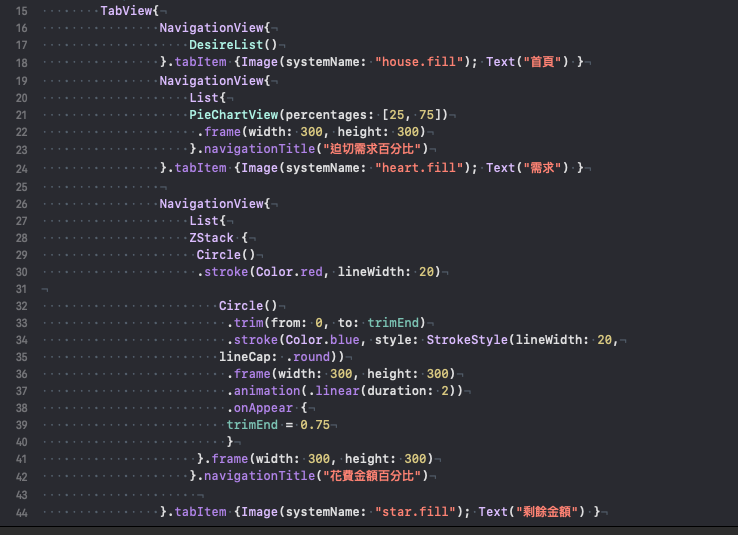 15 TabView{
16 NavigationView{
17 DesireList()
18 }.tabItem {Image(systemName: "house.fill"); Text("首頁") }
19 NavigationView{
20 List{
21 PieChartView(percentages: [25, 75])
22 .frame(width: 300, height: 300)
23 }.navigationTitle("迫切需求百分比")
24 }.tabItem {Image(systemName: "heart.fill"); Text("需求") }
25
26 NavigationView{
27 List{
28 ZStack {
29 Circle()
30 .stroke(Color.red, lineWidth: 20)
31
32 Circle()
33 .trim(from: 0, to: trimEnd)
34 .stroke(Color.blue, style: StrokeStyle(lineWidth: 20,
35 lineCap: .round))
36 .frame(width: 300, height: 300)
37 .animation(.linear(duration: 2))
38 .onAppear {
39 trimEnd = 0.75
40 }
41 }.frame(width: 300, height: 300)
42 }.navigationTitle("花費金額百分比")
43
44 }.tabItem {Image(systemName: "star.fill"); Text("剩餘金額") }